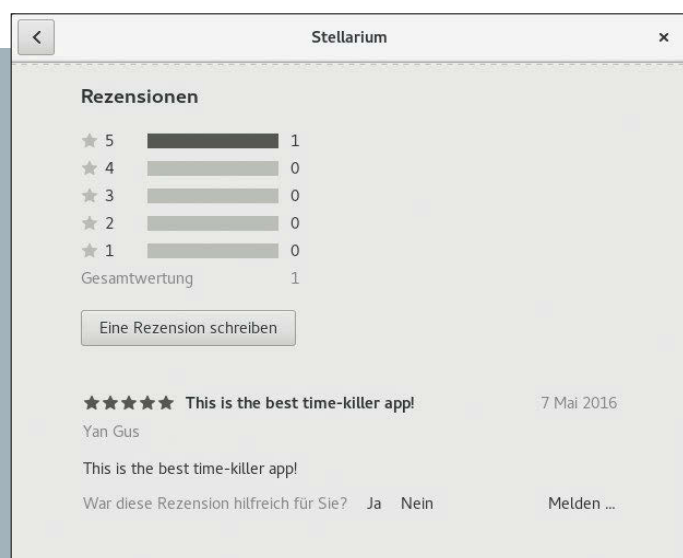 Stellarium
Rezensionen
5 1
4 0
3 0
2 0
1 0
Gesamtwertung 1
Eine Rezension schreiben
This is the best time-killer app! 7 Mai 2016
Yan Gus
This is the best time-killer app!
War diese Rezension hilfreich für Sie? Ja Nein Melden ...